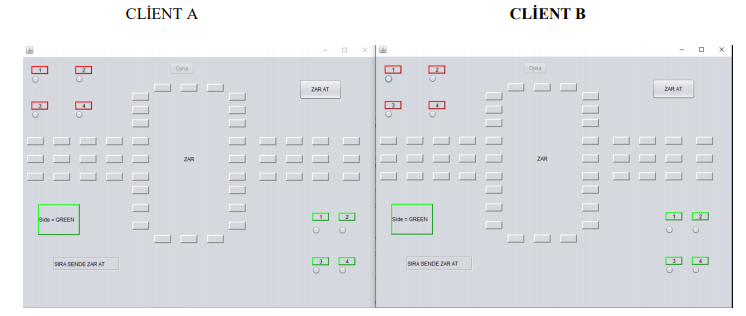 CLİENT A
CLİENT B
Oyna
1 2
ZAR AT
3 4
ZAR
Side = GREEN
1 2
SIRA SENDE ZAR AT
3 4
Oyna
1 2
ZAR AT
3 4
ZAR
Side = GREEN
1 2
SIRA SENDE ZAR AT
3 4